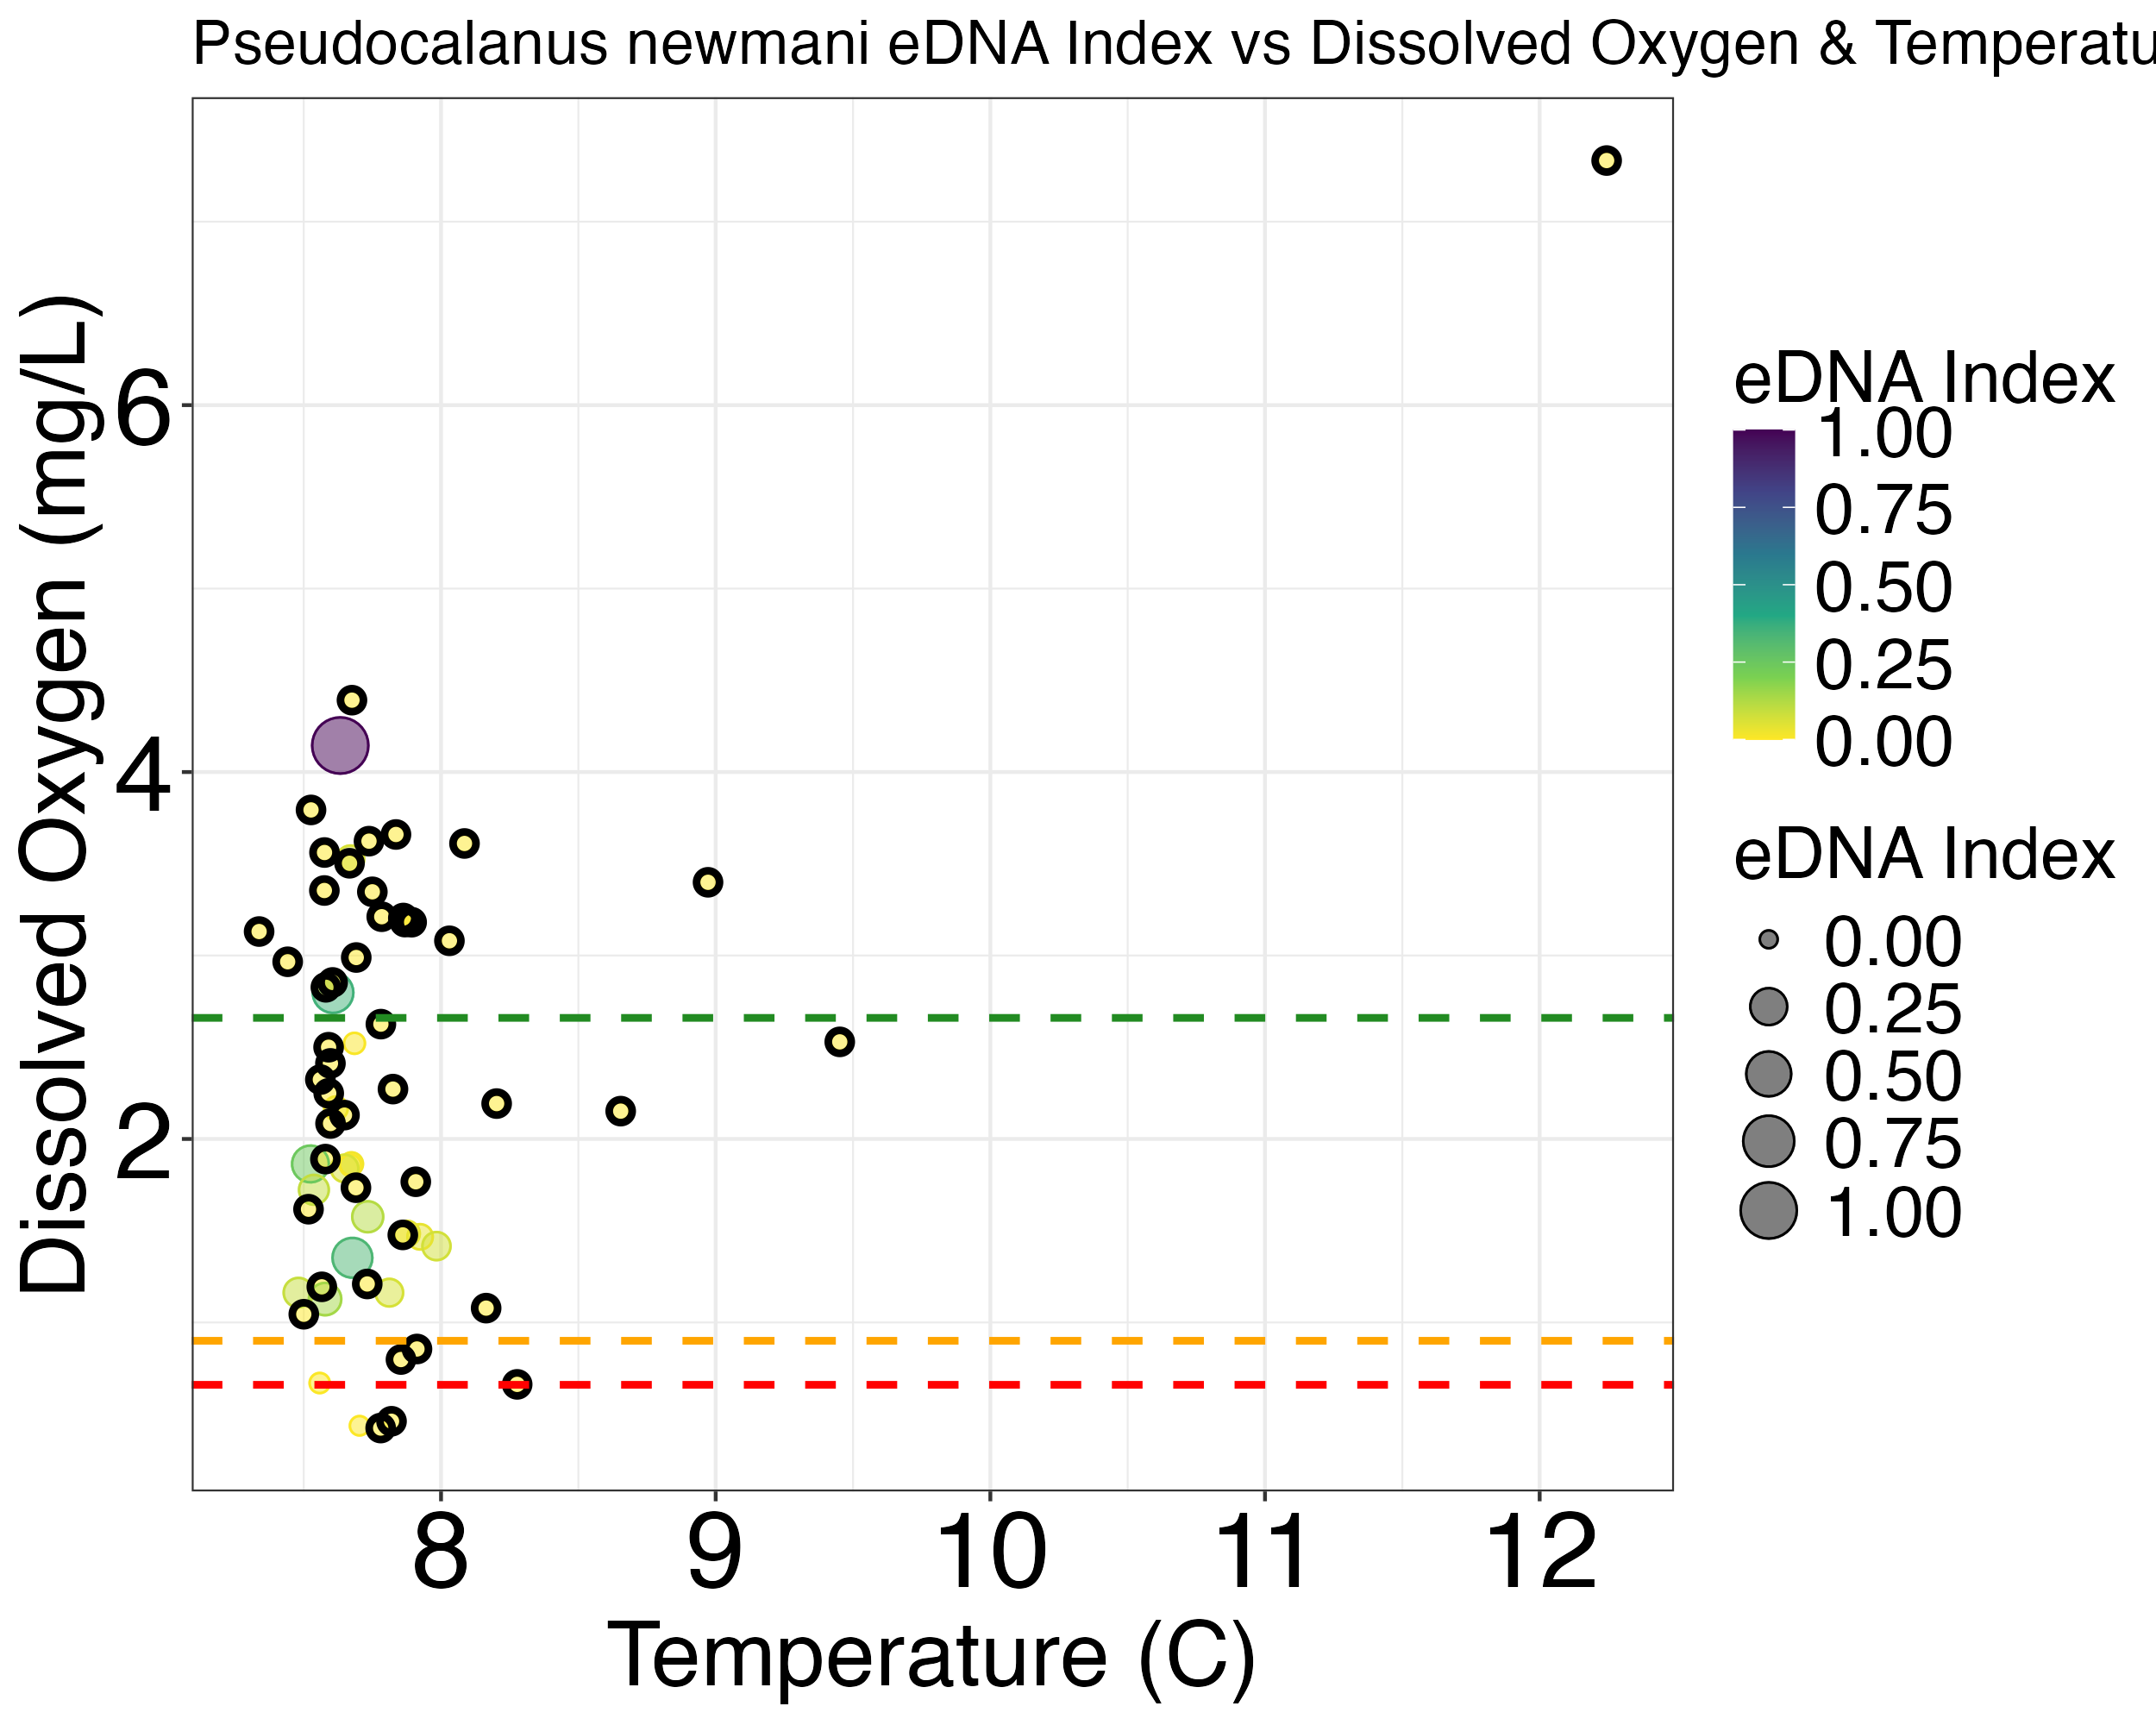 Pseudocalanus newmani eDNA Index vs Dissolved Oxygen & Temperatu
Dissolved Oxygen (mg/L)
6
4
2
8 9 10 11 12
Temperature (C)
eDNA Index
1.00
0.75
0.50
0.25
0.00
eDNA Index
0.00
0.25
0.50
0.75
1.00